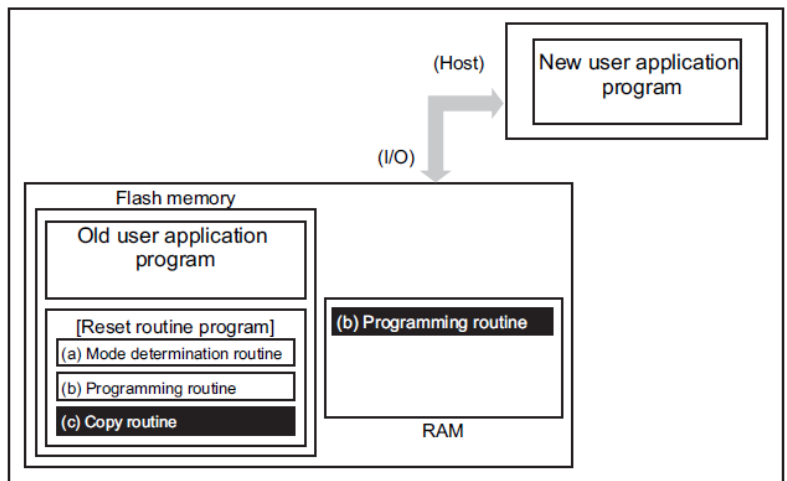 (Host)
New user application
program
(I/O)
Flash memory
Old user application
program
[Reset routine program]
(a) Mode determination routine
(b) Programming routine
(c) Copy routine
(b) Programming routine
RAM